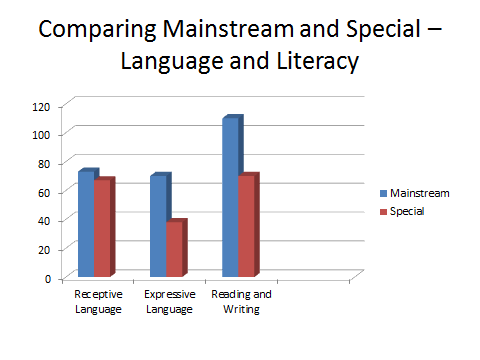 Comparing Mainstream and Special –
Language and Literacy
120
100
80
60
40
20
0
Receptive
Language
Expressive
Language
Reading and
Writing
Mainstream
Special